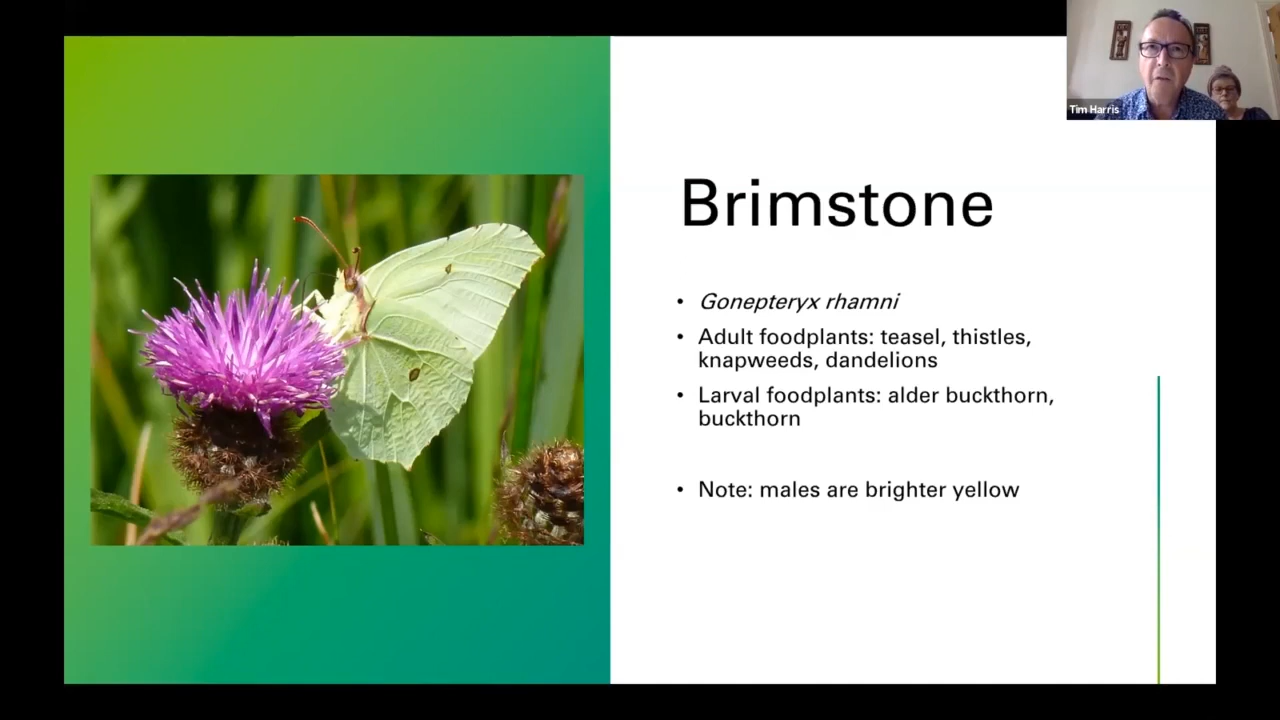 Tim Harris
Brimstone
• Gonepteryx rhamni
• Adult foodplants: teasel, thistles,
knapweeds, dandelions
• Larval foodplants: alder buckthorn,
buckthorn
• Note: males are brighter yellow